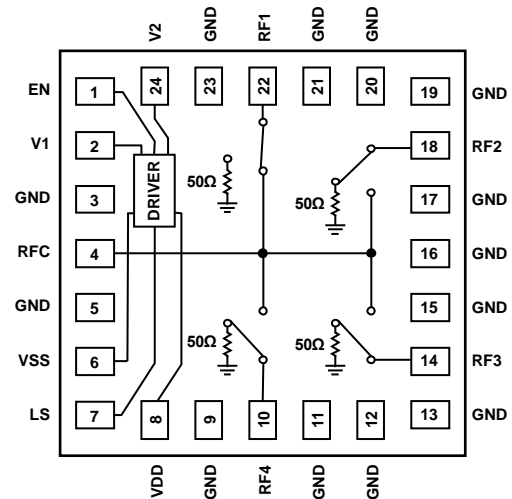 V2
GND
RF1
GND
GND
24
23
22
21
20
EN
1
19
GND
V1
2
18
RF2
50Ω
50Ω
DRIVER
GND
3
17
GND
RFC
4
16
GND
GND
5
15
GND
50Ω
50Ω
VSS
6
14
RF3
LS
7
13
GND
8
9
10
11
12
VDD
GND
RF4
GND
GND